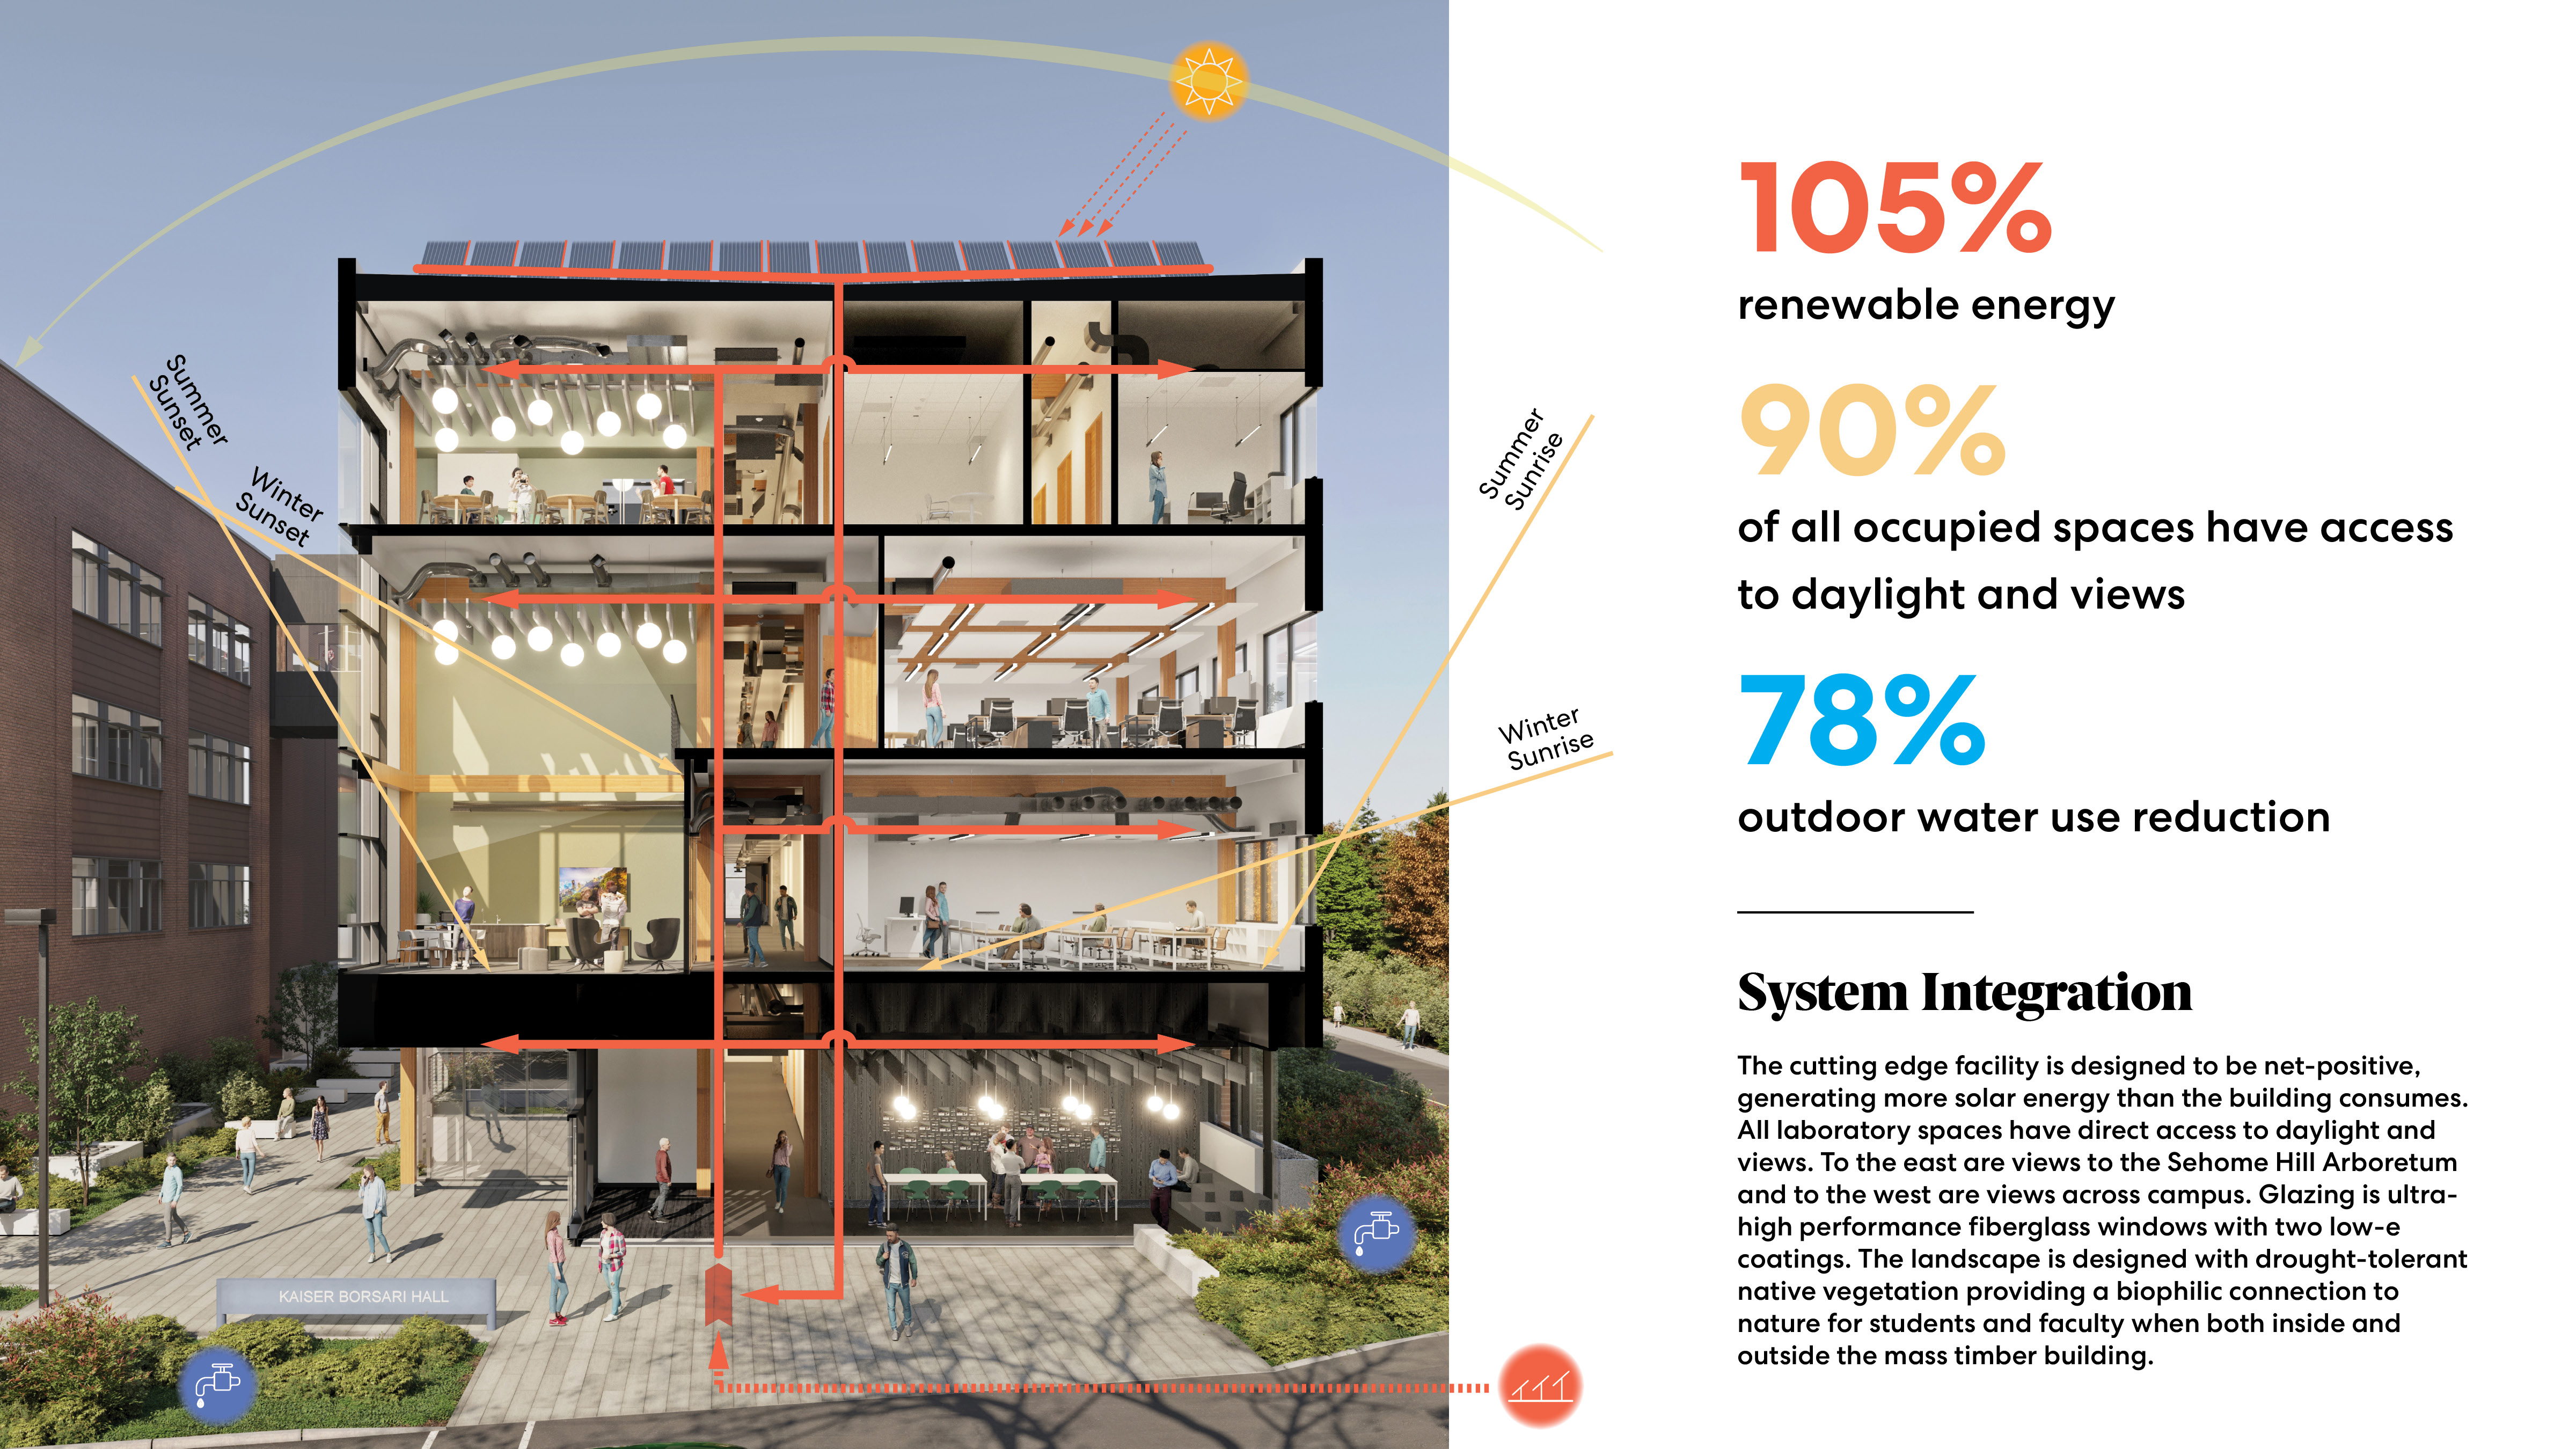 Summer
Sunset
Winter
Sunset
Summer
Sunrise
Winter
Sunrise
KAISER BORSARI HALL
105%
renewable energy
90%
of all occupied spaces have access
to daylight and views
78%
outdoor water use reduction
System Integration
The cutting edge facility is designed to be net-positive,
generating more solar energy than the building consumes.
All laboratory spaces have direct access to daylight and
views. To the east are views to the Sehome Hill Arboretum
and to the west are views across campus. Glazing is ultra-
high performance fiberglass windows with two low-e
coatings. The landscape is designed with drought-tolerant
native vegetation providing a biophilic connection to
nature for students and faculty when both inside and
outside the mass timber building.